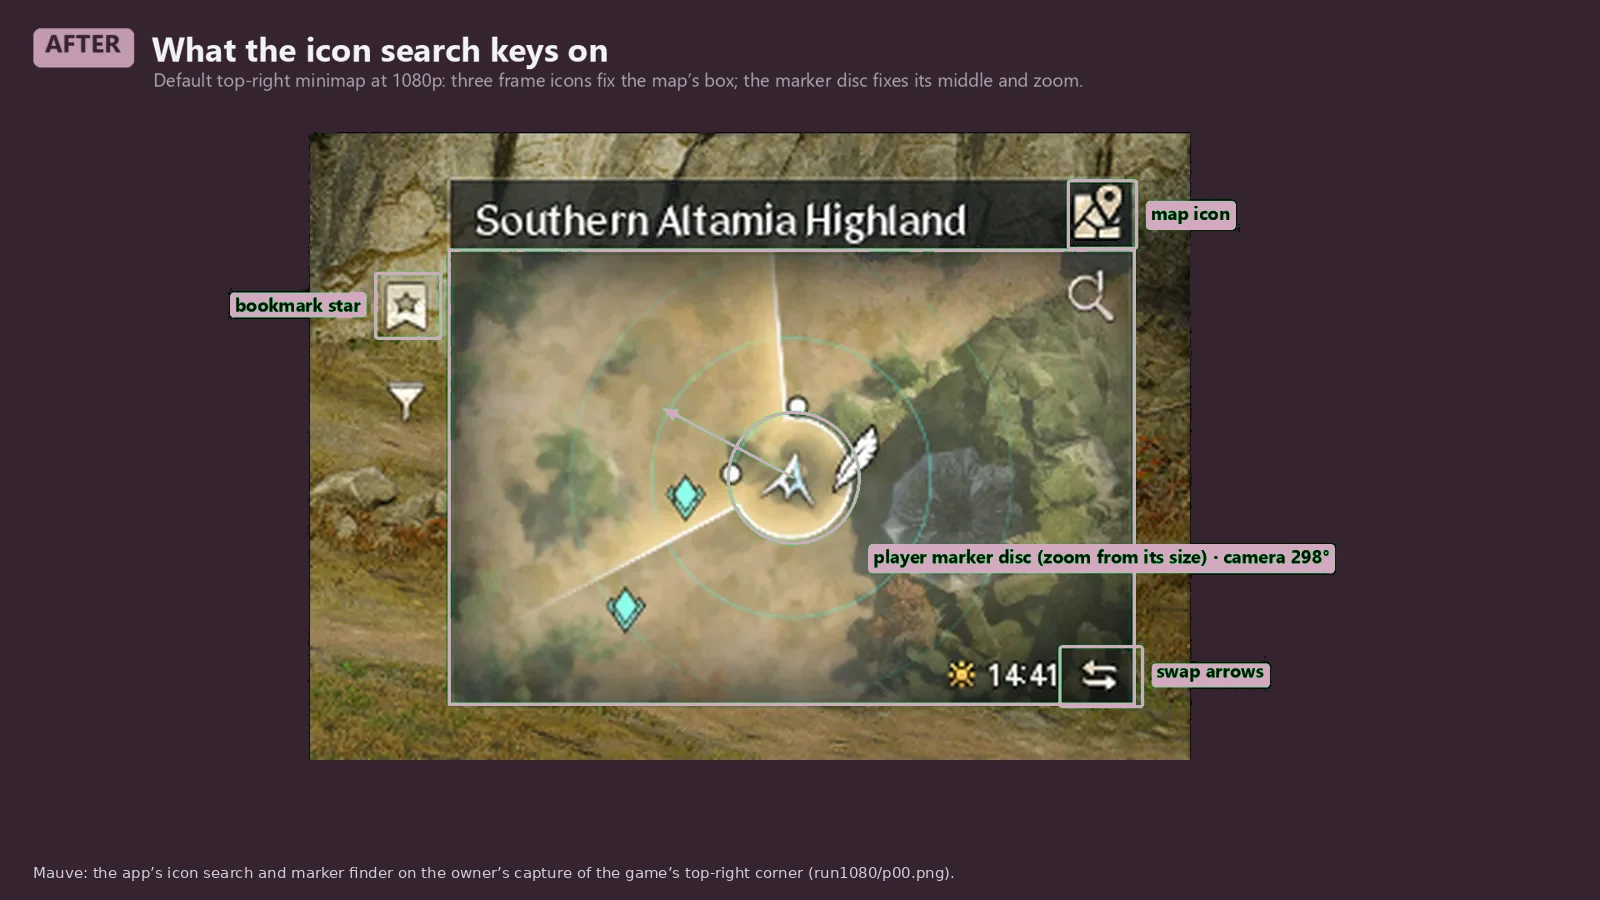 AFTER
What the icon search keys on
Default top-right minimap at 1080p: three frame icons fix the map’s box; the marker disc fixes its middle and zoom.
Southern Altamia Highland
map icon
bookmark star
player marker disc (zoom from its size) · camera 298°
14:41
swap arrows
Mauve: the app’s icon search and marker finder on the owner’s capture of the game’s top-right corner (run1080/p00.png).